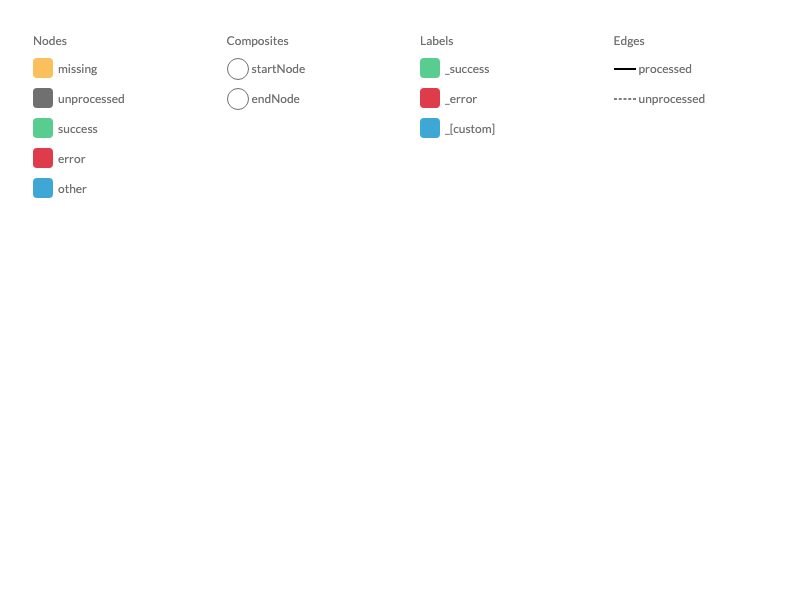 Nodes
missing
unprocessed
success
error
other
Composites
startNode
endNode
Labels
_success
_error
_[custom]
Edges
processed
unprocessed